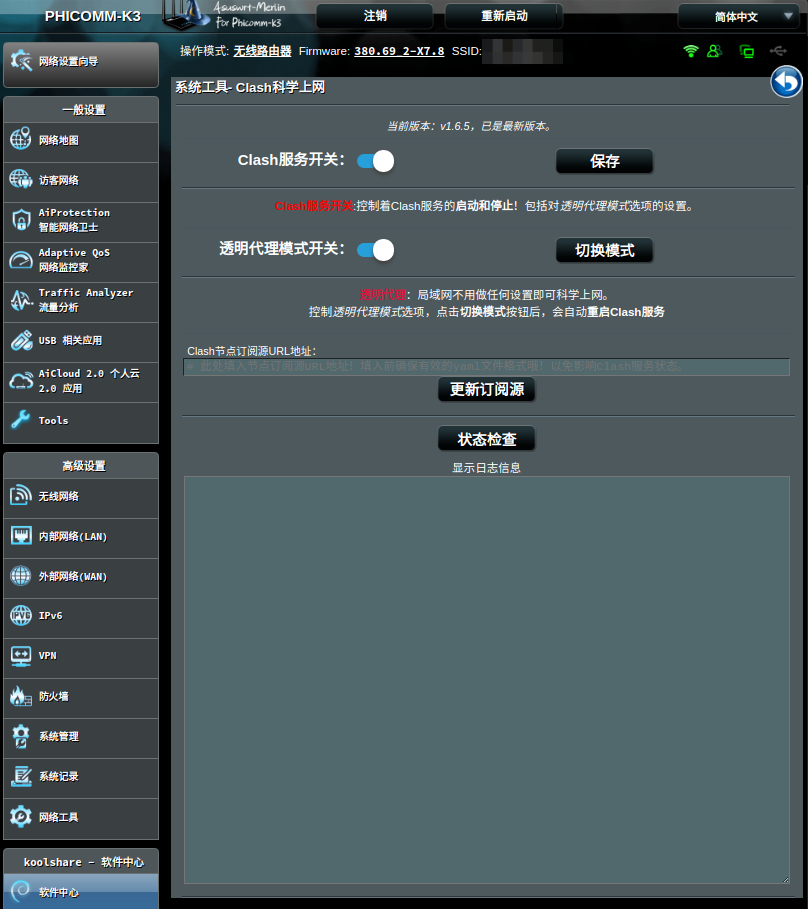 PHICOMM-K3
Asuswrt-Merlin
For Phicomm-k3
注销
重新启动
简体中文
网络设置向导
操作模式: 无线路由器 Firmware: 380.69_2-X7.8 SSID:
系统工具- Clash科学上网
当前版本：v1.6.5，已是最新版本。
Clash服务开关：
保存
Clash服务开关:控制着Clash服务的启动和停止！包括对透明代理模式选项的设置。
透明代理模式开关：
切换模式
透明代理：局域网不用做任何设置即可科学上网。
控制透明代理模式选项，点击切换模式按钮后，会自动重启Clash服务
Clash节点订阅源URL地址：
# 此处填入节点订阅源URL地址！填入前请保有效的yaml文件格式哦！以免影响Clash服务状态。
更新订阅源
状态检查
显示日志信息
一般设置
网络地图
访客网络
AiProtection
智能网络卫士
Adaptive QoS
网络监控家
Traffic Analyzer
流量分析
USB 相关应用
AiCloud 2.0 个人云
2.0 应用
Tools
高级设置
无线网络
内部网络(LAN)
外部网络(WAN)
IPv6
VPN
防火墙
系统管理
系统记录
网络工具
koolshare - 软件中心
软件中心